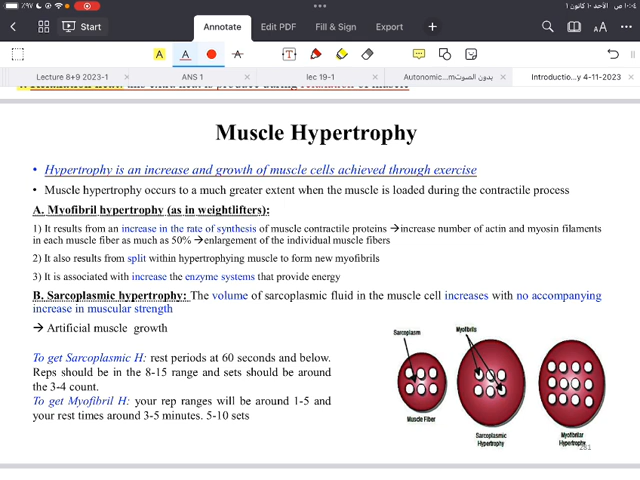 ٪٩٧
١٠:٠٤ ص الأحد ١٠ كانون ١
Start
Annotate
Edit PDF
Fill & Sign
Export
Lecture 8+9 2023-1
ANS 1
lec 19-1
Autonomic...mبدون الصوت
Introductio...y 4-11-2023
Muscle Hypertrophy
• Hypertrophy is an increase and growth of muscle cells achieved through exercise
• Muscle hypertrophy occurs to a much greater extent when the muscle is loaded during the contractile process
A. Myofibril hypertrophy (as in weightlifters):
1) It results from an increase in the rate of synthesis of muscle contractile proteins →increase number of actin and myosin filaments
in each muscle fiber as much as 50% →enlargement of the individual muscle fibers
2) It also results from split within hypertrophying muscle to form new myofibrils
3) It is associated with increase the enzyme systems that provide energy
B. Sarcoplasmic hypertrophy: The volume of sarcoplasmic fluid in the muscle cell increases with no accompanying
increase in muscular strength
→ Artificial muscle growth
To get Sarcoplasmic H: rest periods at 60 seconds and below.
Reps should be in the 8-15 range and sets should be around
the 3-4 count.
To get Myofibril H: your rep ranges will be around 1-5 and
your rest times around 3-5 minutes. 5-10 sets
Sarcoplasm
Myofibrils
Muscle Fiber
Sarcoplasmic
Hypertrophy
Myofibrillar
Hypertrophy
281